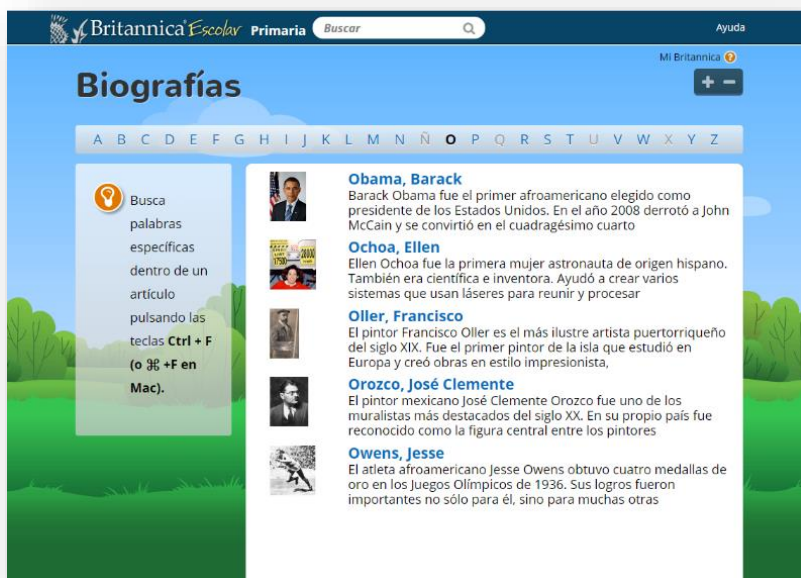 Britannica Escolar Primaria Buscar Ayuda
Mi Britannica ?
Biografías
+ −
A B C D E F G H I J K L M N Ñ O P Q R S T U V W X Y Z
Busca
palabras
específicas
dentro de un
artículo
pulsando las
teclas Ctrl + F
(o ⌘ +F en
Mac).
Obama, Barack
Barack Obama fue el primer afroamericano elegido como
presidente de los Estados Unidos. En el año 2008 derrotó a John
McCain y se convirtió en el cuadragésimo cuarto
Ochoa, Ellen
Ellen Ochoa fue la primera mujer astronauta de origen hispano.
También era científica e inventora. Ayudó a crear varios
sistemas que usan láseres para reunir y procesar
Oller, Francisco
El pintor Francisco Oller es el más ilustre artista puertorriqueño
del siglo XIX. Fue el primer pintor de la isla que estudió en
Europa y creó obras en estilo impresionista,
Orozco, José Clemente
El pintor mexicano José Clemente Orozco fue uno de los
muralistas más destacados del siglo XX. En su propio país fue
reconocido como la figura central entre los pintores
Owens, Jesse
El atleta afroamericano Jesse Owens obtuvo cuatro medallas de
oro en los Juegos Olímpicos de 1936. Sus logros fueron
importantes no sólo para él, sino para muchas otras